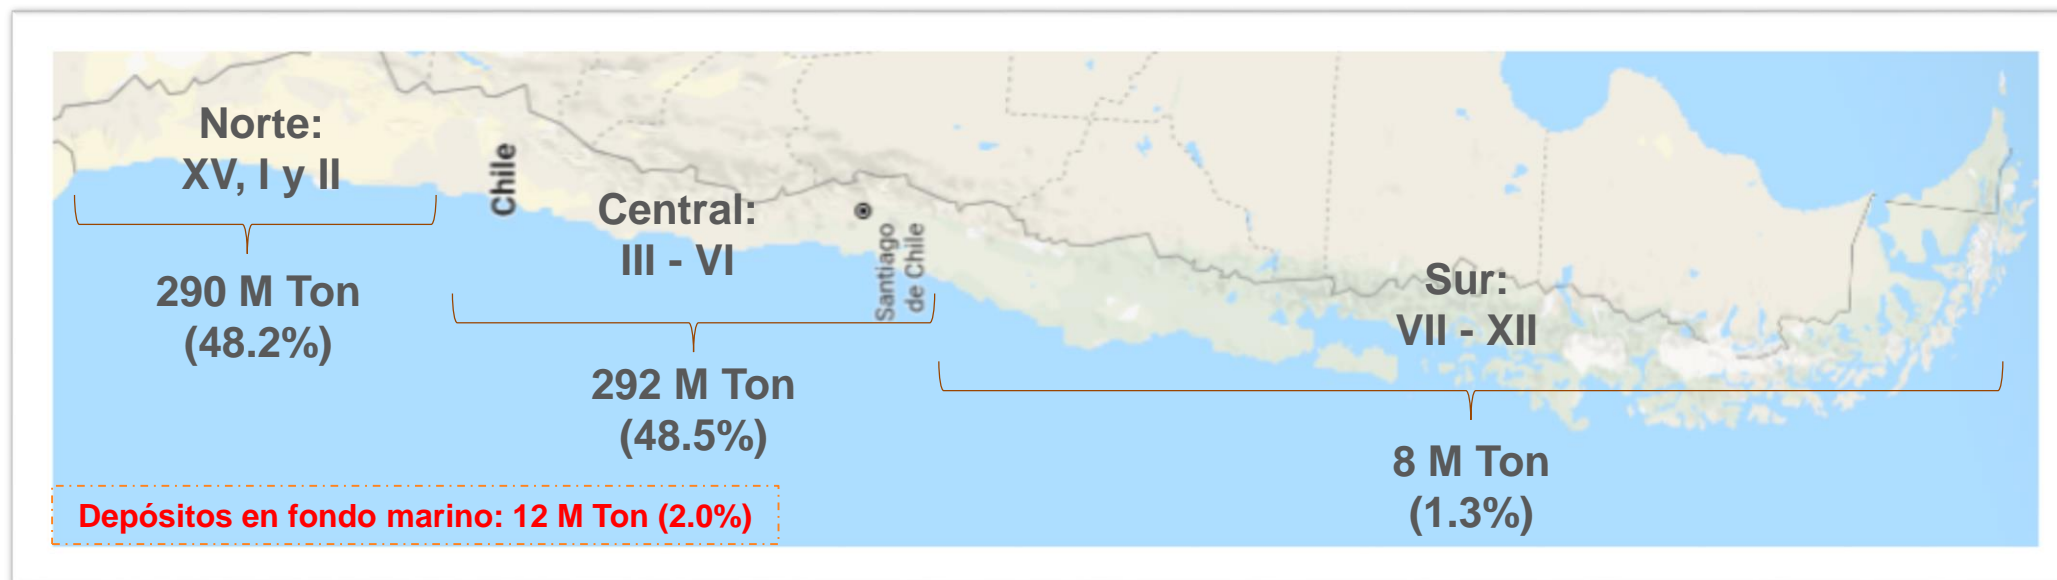 Norte:
XV, I y II
290 M Ton
(48.2%)
Chile
Central:
III - VI
292 M Ton
(48.5%)
Santiago
de Chile
Sur:
VII - XII
8 M Ton
(1.3%)
Depósitos en fondo marino: 12 M Ton (2.0%)